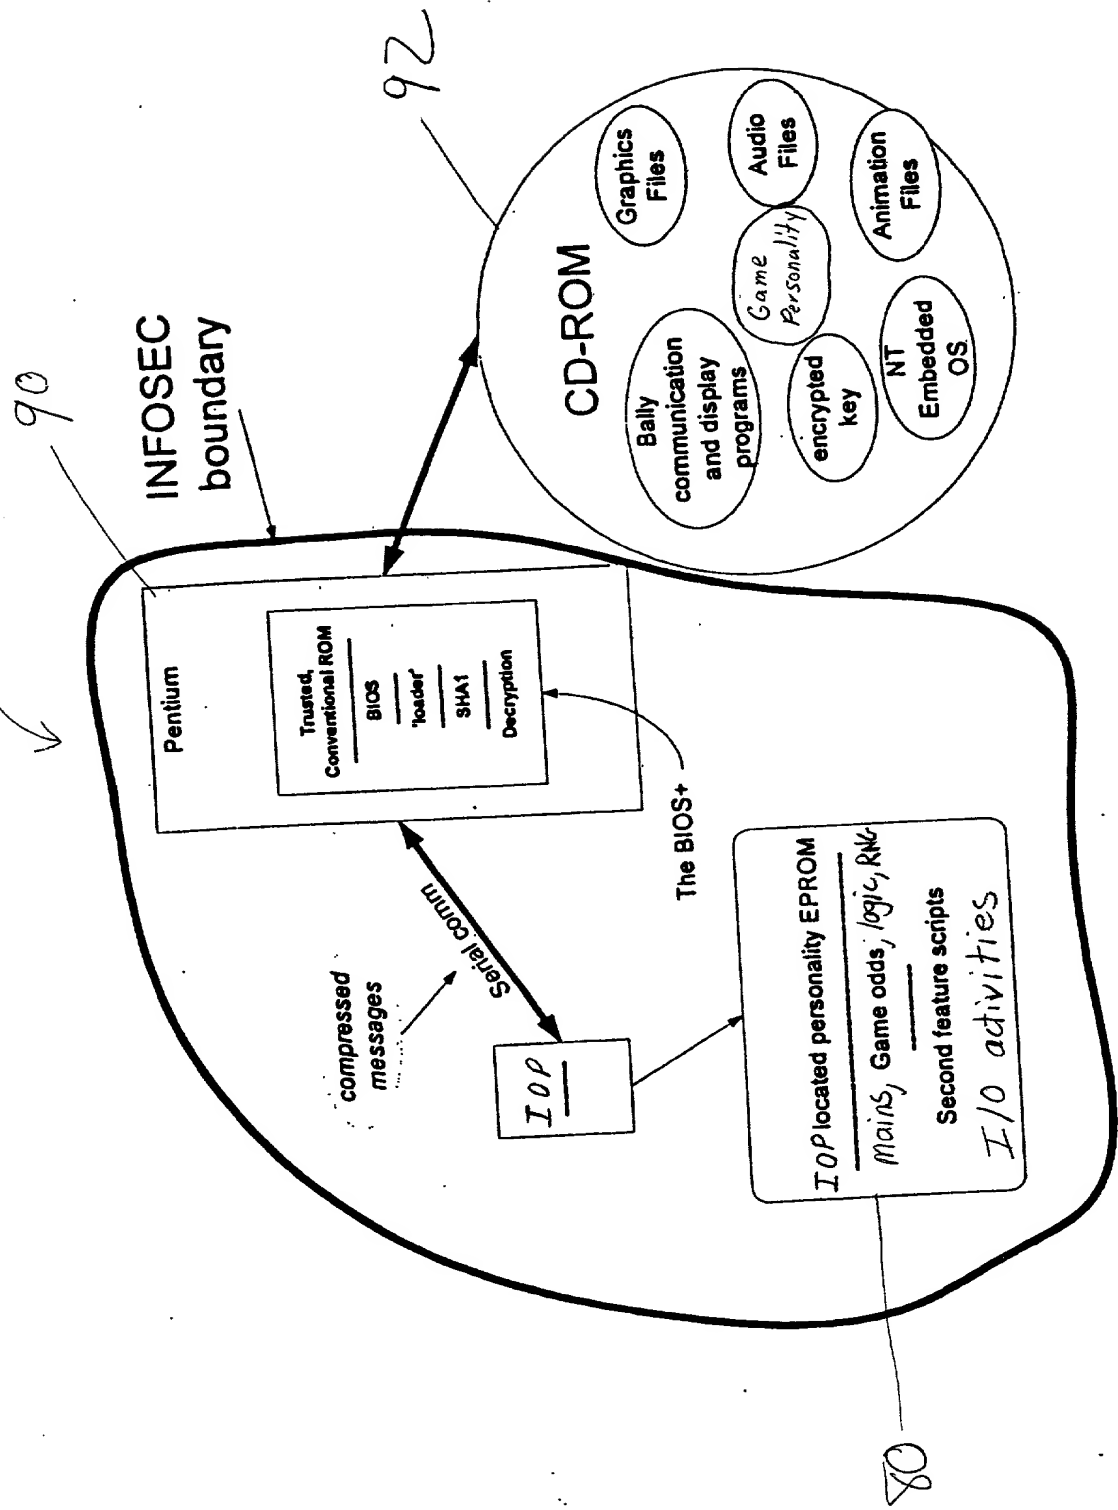 90
92
INFOSEC
boundary
Pentium
Trusted,
Conventional ROM
BIOS
'loader'
SHA1
Decryption
The BIOS+
compressed
messages
Serial comm
IOP
IOP located personality EPROM
Mains, Game odds, logic, RNG
Second feature scripts
I/O activities
80
CD-ROM
Graphics
Files
Bally
communication
and display
programs
Game
Personality
Audio
Files
encrypted
key
NT
Embedded
OS.
Animation
Files